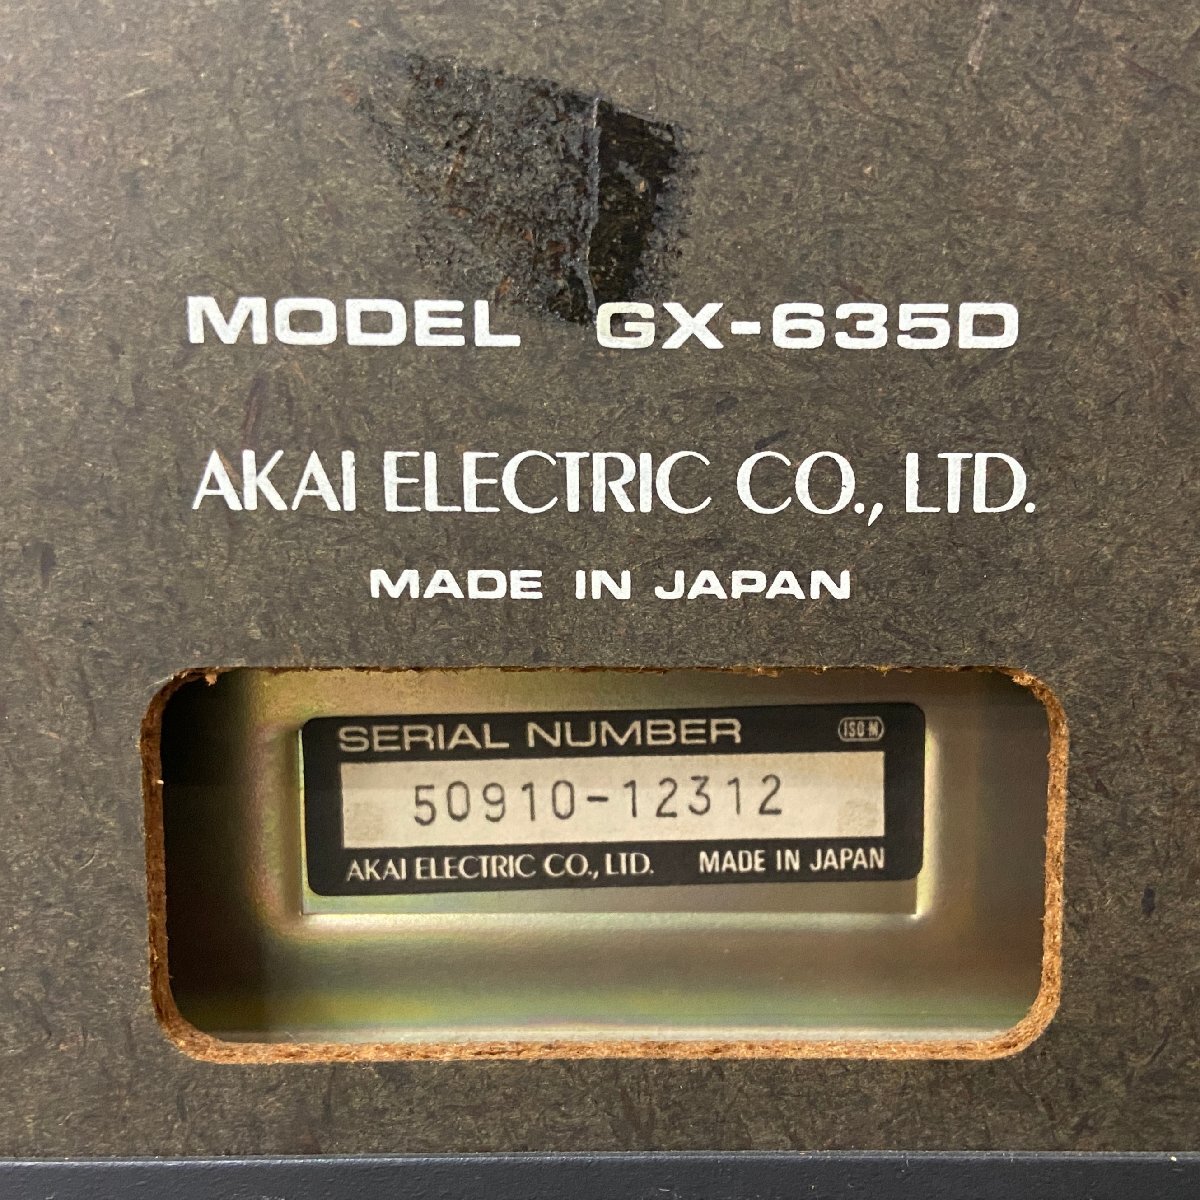 MODEL GX-635D
AKAI ELECTRIC CO., LTD.
MADE IN JAPAN
SERIAL NUMBER ISO-M
50910-12312
AKAI ELECTRIC CO., LTD. MADE IN JAPAN